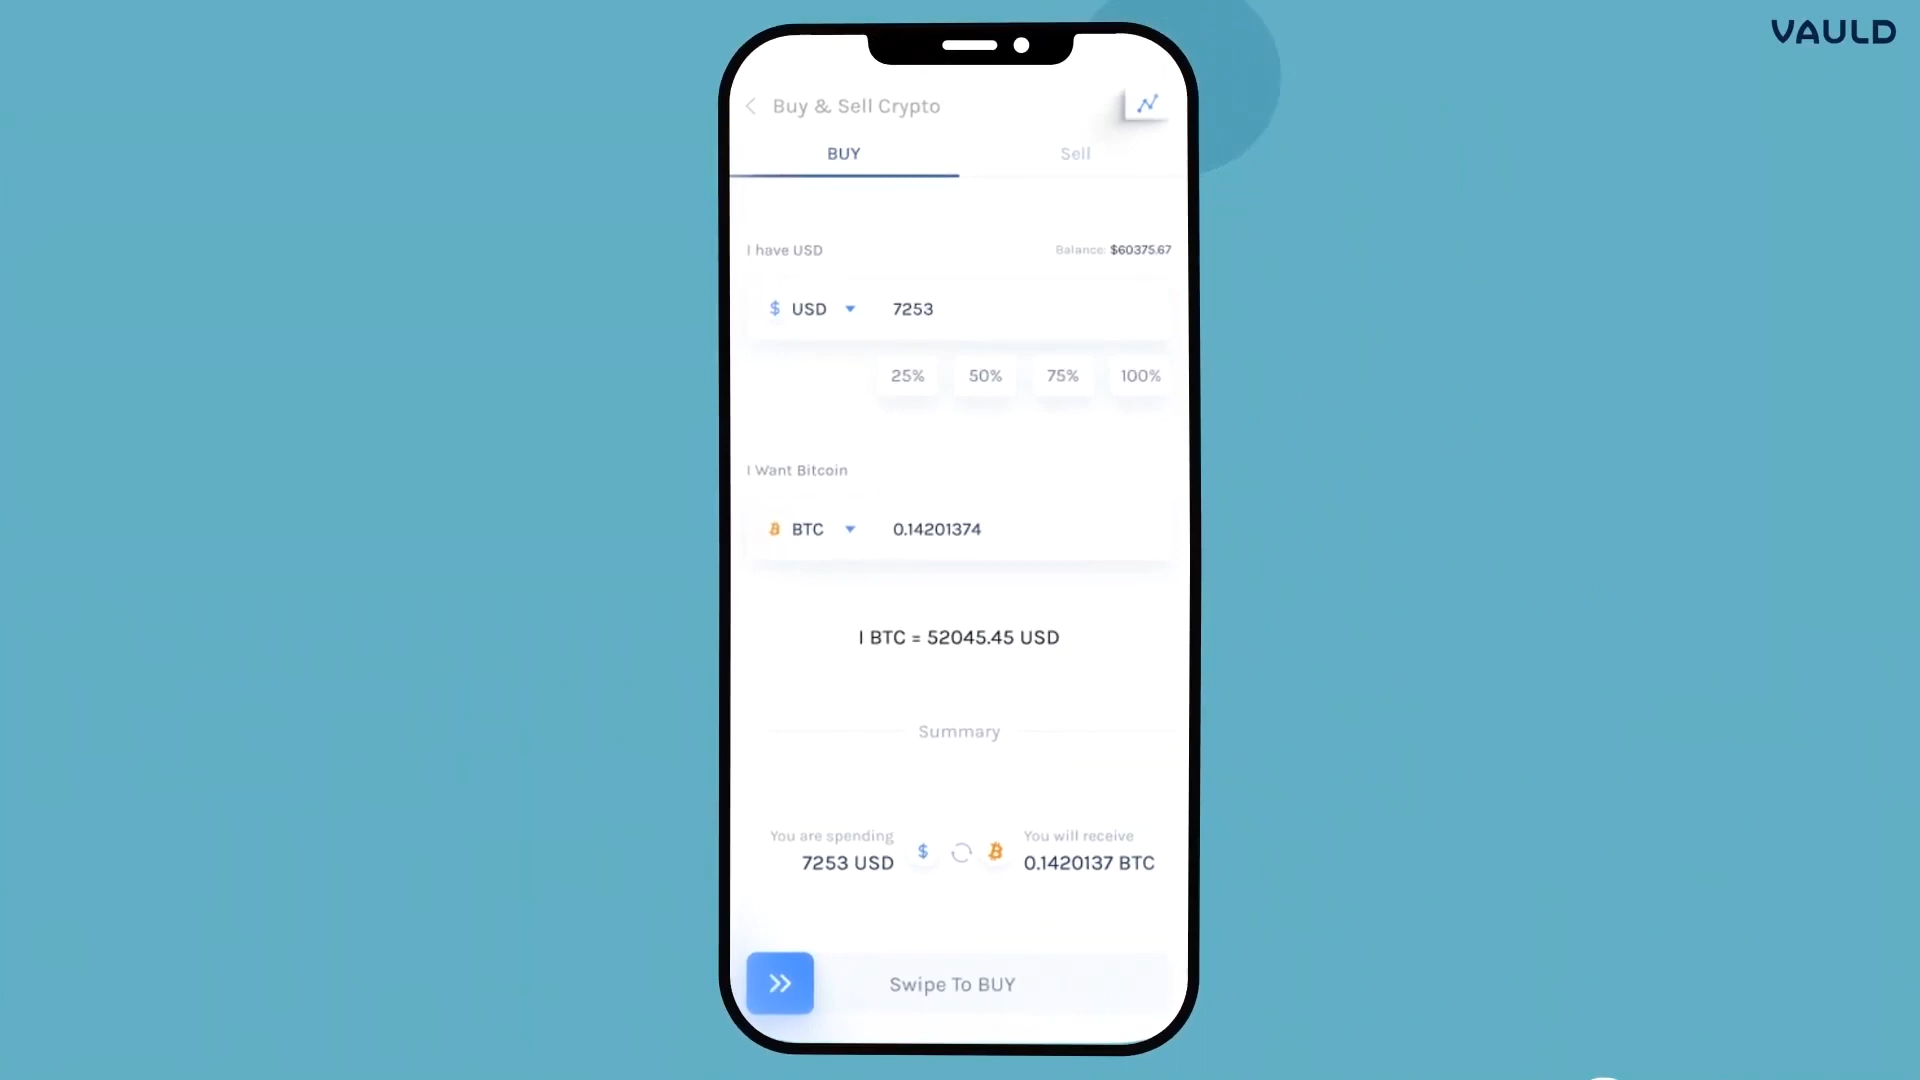 VAULD
Buy & Sell Crypto
BUY Sell
I have USD Balance: $60375.67
$ USD 7253
25% 50% 75% 100%
I Want Bitcoin
BTC 0.14201374
1 BTC = 52045.45 USD
Summary
You are spending You will receive
7253 USD $ 0.1420137 BTC
Swipe To BUY